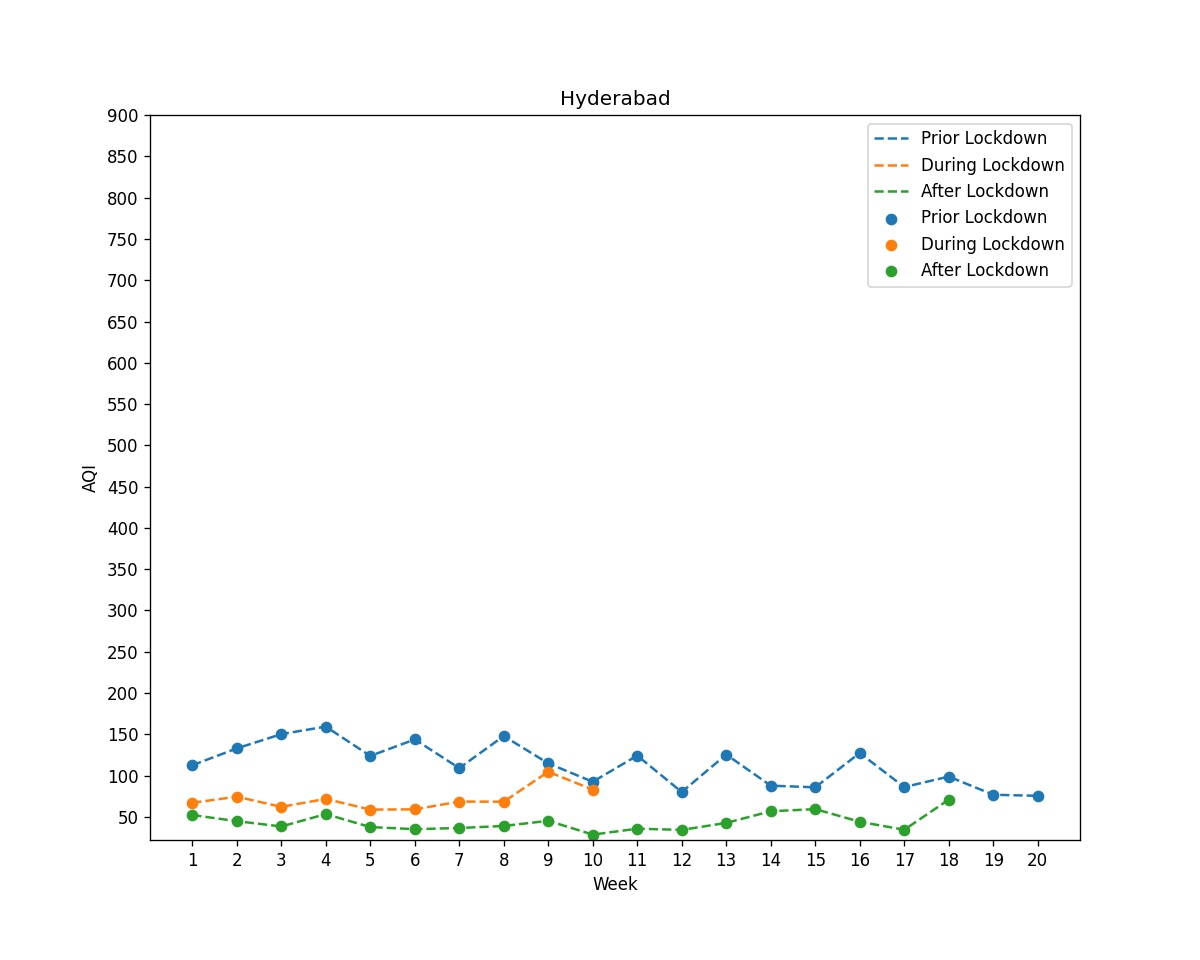 Hyderabad
900
850
800
750
700
650
600
550
500
450
400
350
300
250
200
150
100
50
AQI
Prior Lockdown
During Lockdown
After Lockdown
Prior Lockdown
During Lockdown
After Lockdown
1 2 3 4 5 6 7 8 9 10 11 12 13 14 15 16 17 18 19 20
Week